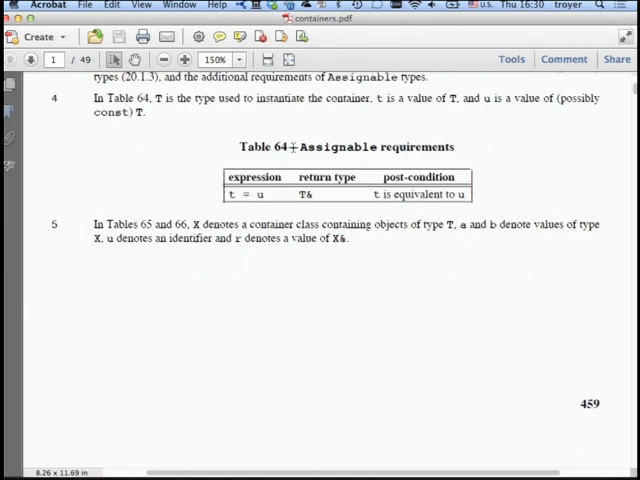 Acrobat File Edit View Window Help U.S. Thu 16:30 troyer
containers.pdf
Create
1 / 49 150% Tools Comment Share
types (20.1.3), and the additional requirements of Assignable types.
4 In Table 64, T is the type used to instantiate the container, t is a value of T, and u is a value of (possibly
const) T.
Table 64—Assignable requirements
expression return type post-condition
t = u T& t is equivalent to u
5 In Tables 65 and 66, X denotes a container class containing objects of type T, a and b denote values of type
X, u denotes an identifier and r denotes a value of X&.
459
8.26 x 11.69 in